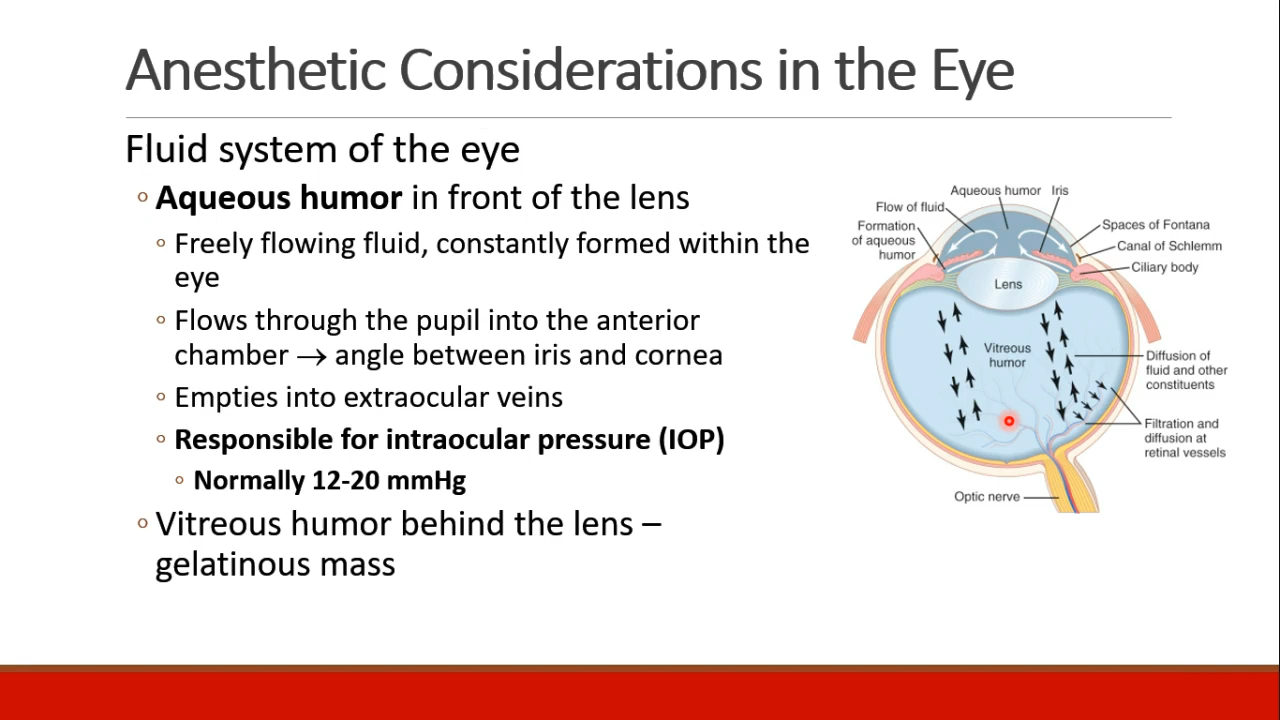 Anesthetic Considerations in the Eye
Fluid system of the eye
◦ Aqueous humor in front of the lens
◦ Freely flowing fluid, constantly formed within the
eye
◦ Flows through the pupil into the anterior
chamber → angle between iris and cornea
◦ Empties into extraocular veins
◦ Responsible for intraocular pressure (IOP)
◦ Normally 12-20 mmHg
◦ Vitreous humor behind the lens –
gelatinous mass
Aqueous humor
Iris
Flow of fluid
Formation
of aqueous
humor
Spaces of Fontana
Canal of Schlemm
Ciliary body
Lens
Vitreous
humor
Diffusion of
fluid and other
constituents
Filtration and
diffusion at
retinal vessels
Optic nerve